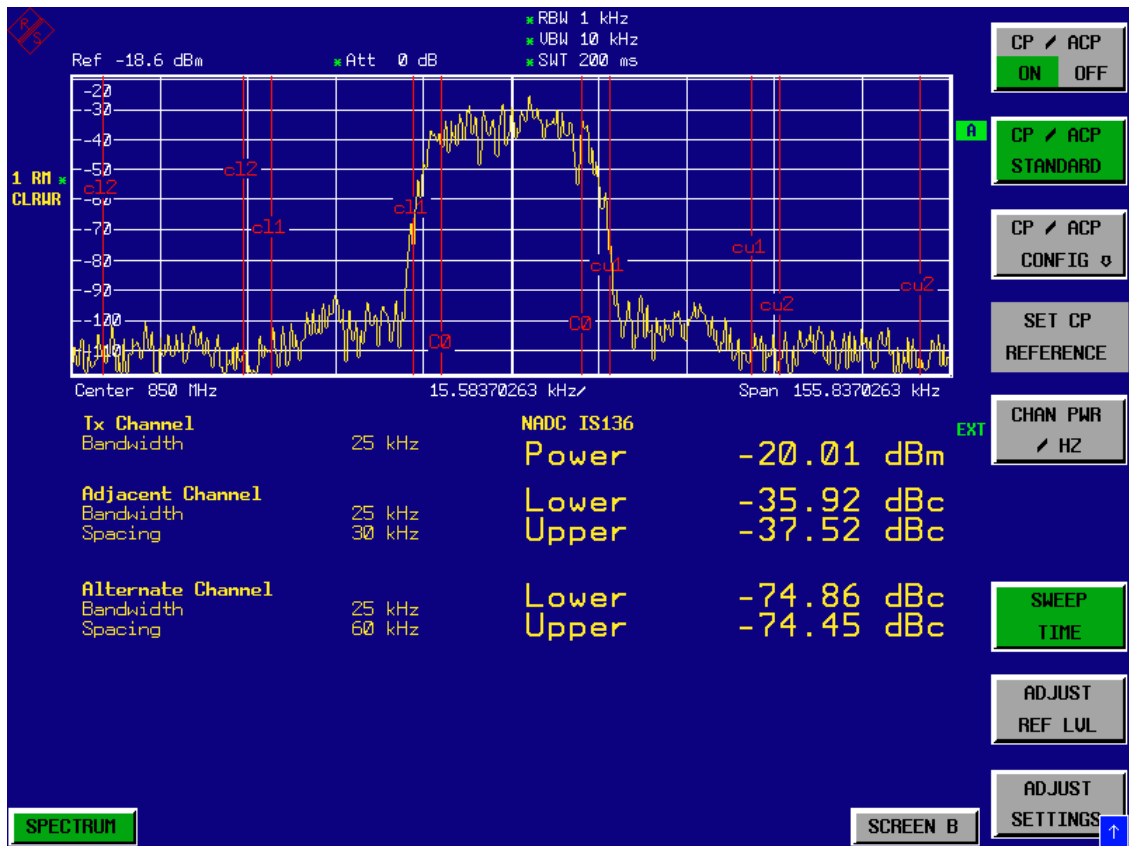 R S
* RBW 1 kHz
* VBW 10 kHz
Ref -18.6 dBm * Att 0 dB * SWT 200 ms
-20
-30
-40
-50
-60
-70
-80
-90
-100
-110
1 RM *
CLRWR
A
cl2
cl2
cl1
cl1
cu1
cu1
cu2
cu2
C0
C0
Center 850 MHz 15.58370263 kHz/ Span 155.8370263 kHz
Tx Channel NADC IS136
EXT
Bandwidth 25 kHz Power -20.01 dBm
Adjacent Channel Lower -35.92 dBc
Bandwidth 25 kHz
Spacing 30 kHz Upper -37.52 dBc
Alternate Channel Lower -74.86 dBc
Bandwidth 25 kHz
Spacing 60 kHz Upper -74.45 dBc
CP / ACP
ON OFF
CP / ACP
STANDARD
CP / ACP
CONFIG
SET CP
REFERENCE
CHAN PWR
/ HZ
SWEEP
TIME
ADJUST
REF LVL
ADJUST
SETTINGS
SPECTRUM
SCREEN B
↑